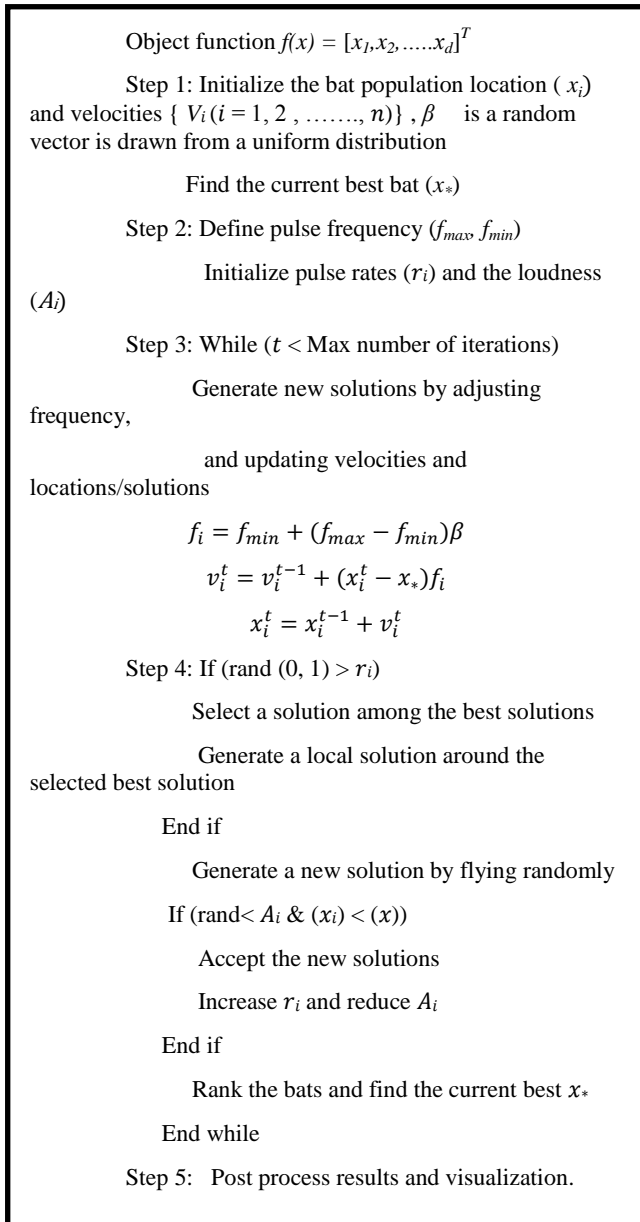 Object function f(x) = [x₁,x₂,.....x_d]ᵀ
Step 1: Initialize the bat population location ( xᵢ)
and velocities { Vᵢ (i = 1, 2 , ......., n)} , β is a random
vector is drawn from a uniform distribution
Find the current best bat (x*)
Step 2: Define pulse frequency (f_max, f_min)
Initialize pulse rates (rᵢ) and the loudness
(Aᵢ)
Step 3: While (t < Max number of iterations)
Generate new solutions by adjusting
frequency,
and updating velocities and
locations/solutions
fᵢ = f_min + (f_max − f_min)β
vᵢᵗ = vᵢᵗ⁻¹ + (xᵢᵗ − x*)fᵢ
xᵢᵗ = xᵢᵗ⁻¹ + vᵢᵗ
Step 4: If (rand (0, 1) > rᵢ)
Select a solution among the best solutions
Generate a local solution around the
selected best solution
End if
Generate a new solution by flying randomly
If (rand< Aᵢ & (xᵢ) < (x))
Accept the new solutions
Increase rᵢ and reduce Aᵢ
End if
Rank the bats and find the current best x*
End while
Step 5: Post process results and visualization.